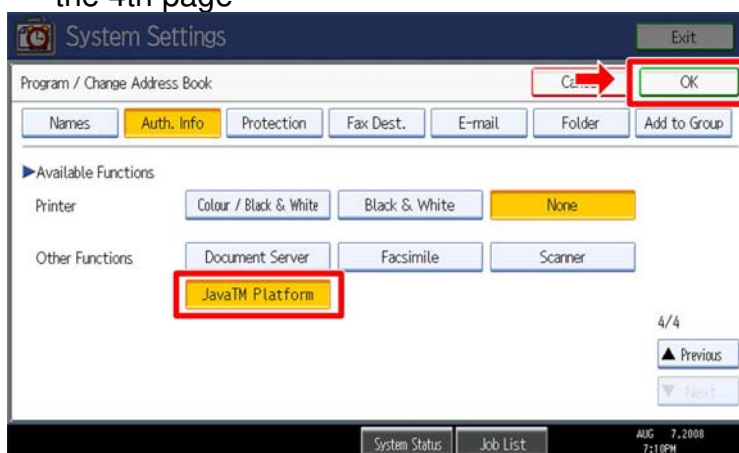 the 4th page
System Settings
Exit
Program / Change Address Book
OK
Names
Auth. Info
Protection
Fax Dest.
E-mail
Folder
Add to Group
▶Available Functions
Printer
Colour / Black & White
Black & White
None
Other Functions
Document Server
Facsimile
Scanner
JavaTM Platform
4/4
▲ Previous
▼ Next
System Status
Job List
AUG 7,2008
7:10PM